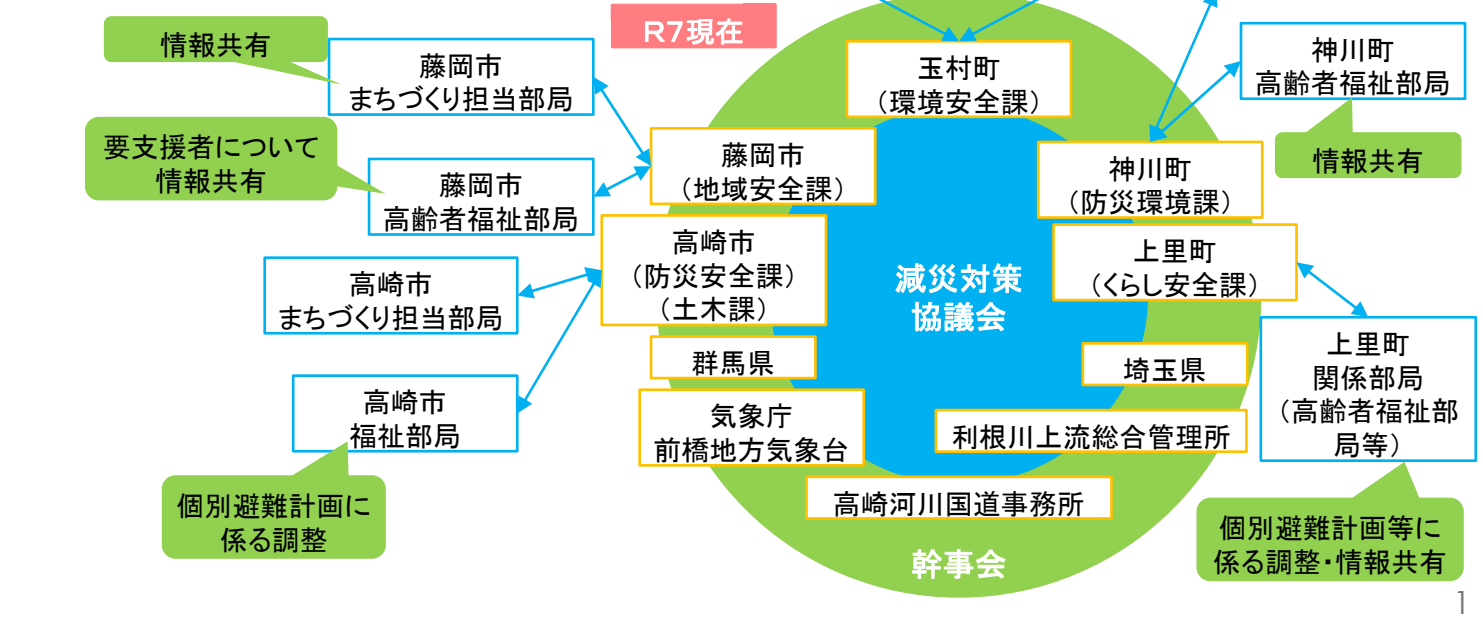 R7現在
情報共有
藤岡市
まちづくり担当部局
要支援者について
情報共有
藤岡市
高齢者福祉部局
高崎市
まちづくり担当部局
高崎市
福祉部局
個別避難計画に
係る調整
玉村町
（環境安全課）
藤岡市
（地域安全課）
高崎市
（防災安全課）
（土木課）
群馬県
気象庁
前橋地方気象台
減災対策
協議会
神川町
（防災環境課）
上里町
（くらし安全課）
埼玉県
利根川上流総合管理所
高崎河川国道事務所
幹事会
神川町
高齢者福祉部局
情報共有
上里町
関係部局
（高齢者福祉部
局等）
個別避難計画等に
係る調整・情報共有
1